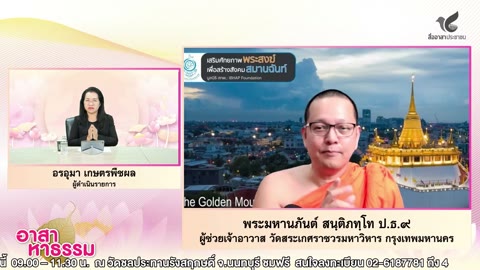 สื่ออาสาประชาชน
เสริมศักยภาพพระสงฆ์
เพื่อสร้างสังคมสมานฉันท์
IBHAP Foundation
the Golden Mou
อรอุมา เกษตรพืชผล
ผู้ดำเนินรายการ
พระมหานภันต์ สนฺติภทฺโท ป.ธ.๙
ผู้ช่วยเจ้าอาวาส วัดสระเกศราชวรมหาวิหาร กรุงเทพมหานคร
อาสา
หาธรรม
นี้ 09.00 – 11.30 น. ณ วัดชลประทานรังสฤกษดิ์ จ.นนทบุรี ชมฟรี สนใจลงทะเบียน 02-6187781 ถึง 4